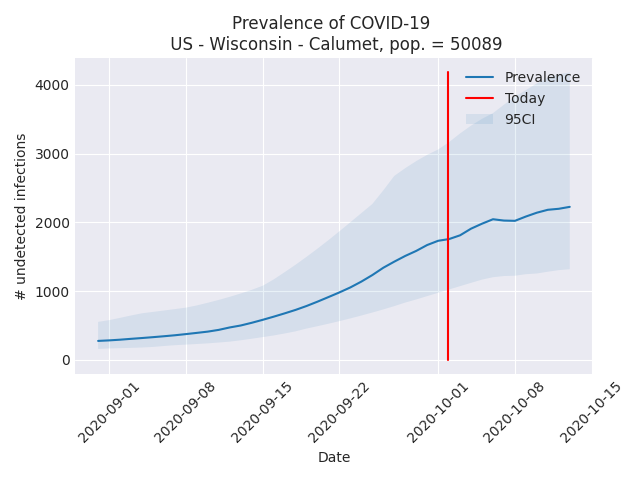 Prevalence of COVID-19
US - Wisconsin - Calumet, pop. = 50089
# undetected infections
4000
3000
2000
1000
0
Prevalence
Today
95CI
2020-09-01
2020-09-08
2020-09-15
2020-09-22
2020-10-01
2020-10-08
2020-10-15
Date